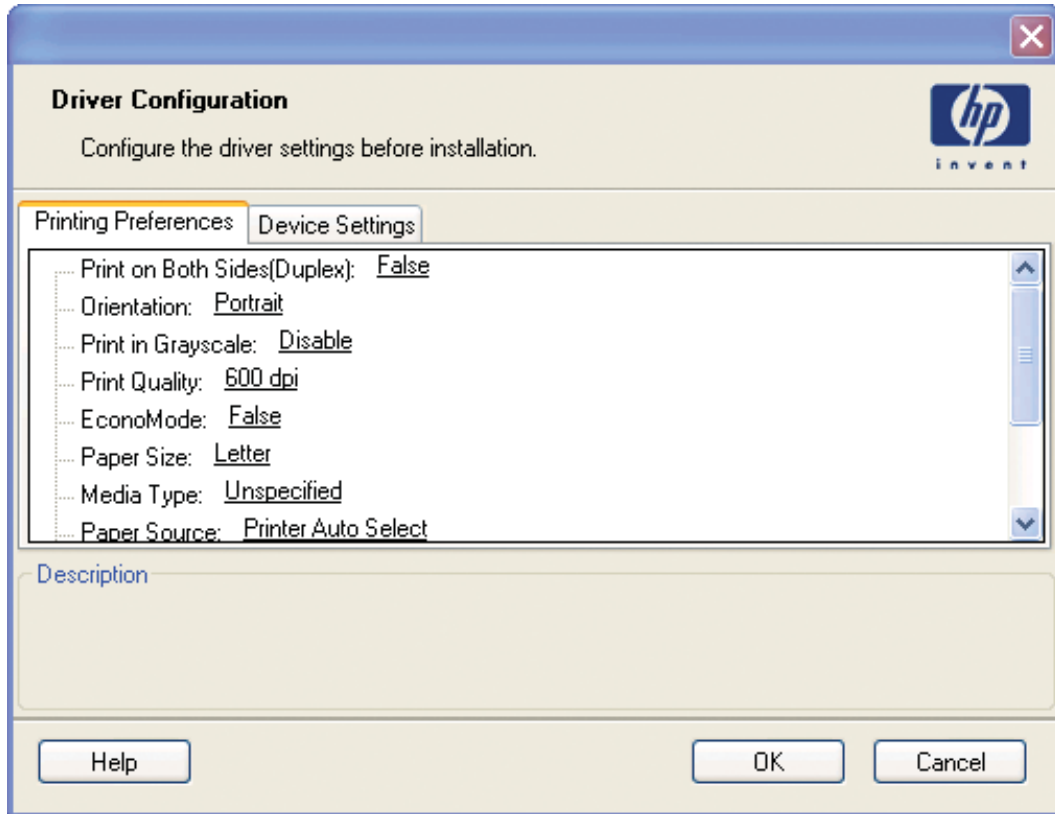 Driver Configuration
Configure the driver settings before installation.
hp
invent
Printing Preferences
Device Settings
Print on Both Sides(Duplex): False
Orientation: Portrait
Print in Grayscale: Disable
Print Quality: 600 dpi
EconoMode: False
Paper Size: Letter
Media Type: Unspecified
Paper Source: Printer Auto Select
Description
Help
OK
Cancel